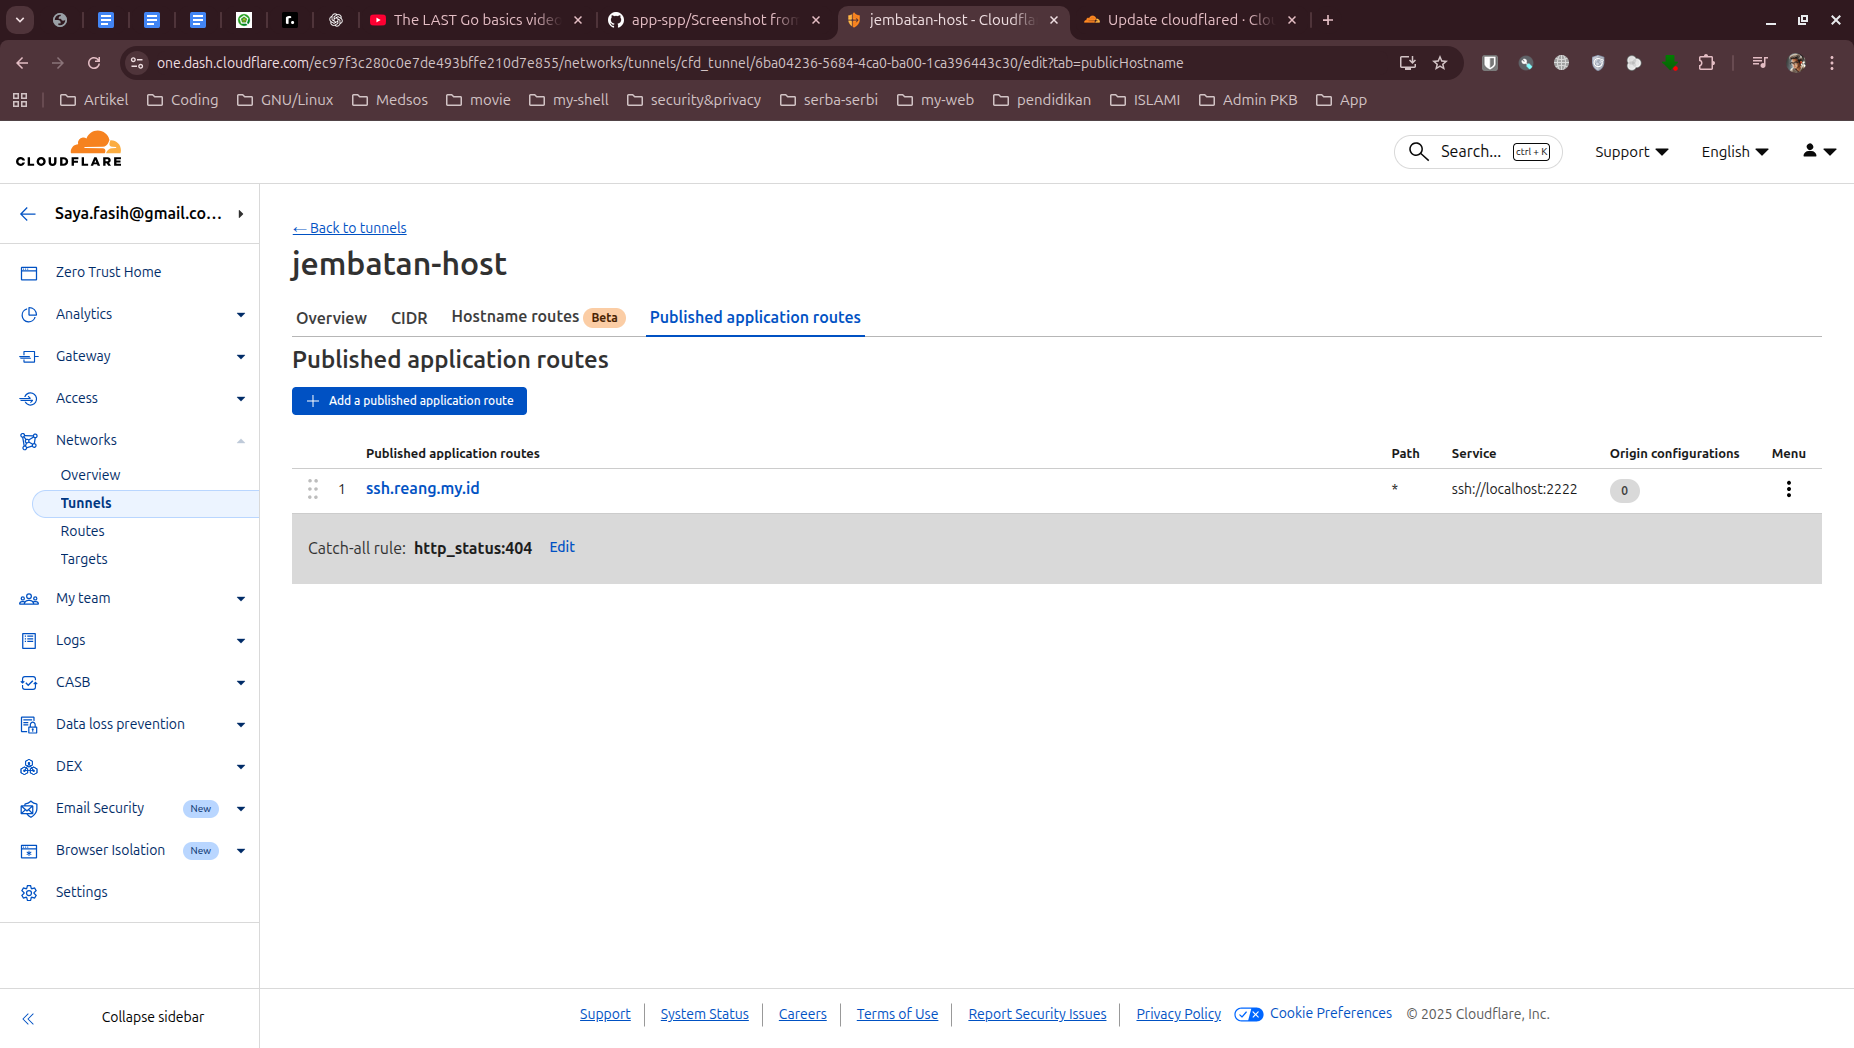 The LAST Go basics video
app-spp/Screenshot from
jembatan-host - Cloudfla
Update cloudflared · Clo
one.dash.cloudflare.com/ec97f3c280c0e7de493bffe210d7e855/networks/tunnels/cfd_tunnel/6ba04236-5684-4ca0-ba00-1ca396443c30/edit?tab=publicHostname
Artikel
Coding
GNU/Linux
Medsos
movie
my-shell
security&privacy
serba-serbi
my-web
pendidikan
ISLAMI
Admin PKB
App
CLOUDFLARE
Search...
ctrl + K
Support
English
Saya.fasih@gmail.co...
Zero Trust Home
Analytics
Gateway
Access
Networks
Overview
Tunnels
Routes
Targets
My team
Logs
CASB
Data loss prevention
DEX
Email Security
New
Browser Isolation
New
Settings
Collapse sidebar
← Back to tunnels
jembatan-host
Overview
CIDR
Hostname routes
Beta
Published application routes
Published application routes
+ Add a published application route
Published application routes
Path
Service
Origin configurations
Menu
1
ssh.reang.my.id
*
ssh://localhost:2222
0
Catch-all rule: http_status:404
Edit
Support
System Status
Careers
Terms of Use
Report Security Issues
Privacy Policy
Cookie Preferences
© 2025 Cloudflare, Inc.